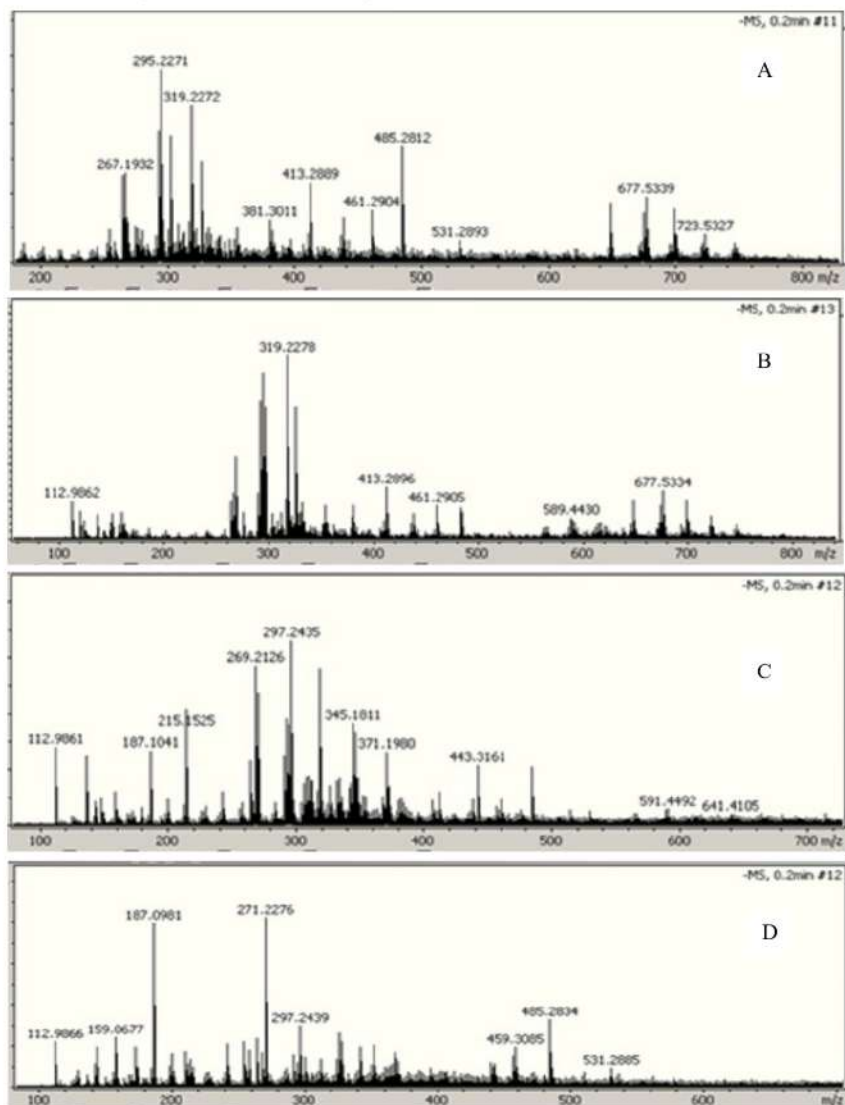 -MS, 0.2min #11
A
295.2271
319.2272
485.2812
267.1932
413.2889
677.5339
381.3011
461.2904
723.5327
531.2893
200 300 400 500 600 700 800 m/z
-MS, 0.2min #13
B
319.2278
413.2896
677.5334
112.9862
461.2905
589.4430
100 200 300 400 500 600 700 800 m/z
-MS, 0.2min #12
C
297.2435
269.2126
215.1525
345.1811
112.9861
187.1041
371.1980
443.3161
591.4492
641.4105
100 200 300 400 500 600 700 m/z
-MS, 0.2min #12
D
187.0981
271.2276
485.2834
297.2439
112.9866
159.0677
459.3085
531.2885
100 200 300 400 500 600 m/z